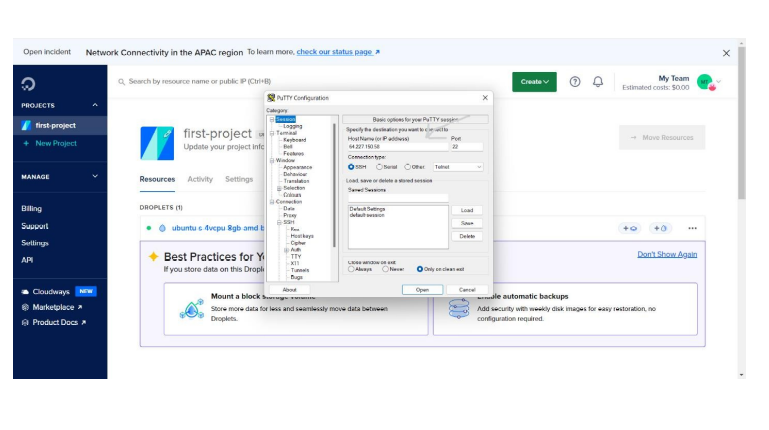 Open Incident Network Connectivity in the APAC region To learn more, check our status page
Search by resource name or public IP (Ctrl+B)
Create
My Team
Estimated costs: $0.00
PROJECTS
first-project
+ New Project
MANAGE
Billing
Support
Settings
API
Cloudways NEW
Marketplace
Product Docs
first-project
Update your project info
→ Move Resources
Resources Activity Settings
DROPLETS (1)
ubuntu s 4vcpu 8gb amd b
Best Practices for Y
If you store data on this Drople
Don't Show Again
Mount a block storage volume
Store more data for less and seamlessly move data between
Droplets.
Enable automatic backups
Add security with weekly disk images for easy restoration, no
configuration required.
PuTTY Configuration
Category:
Session
Logging
Terminal
Keyboard
Bell
Features
Window
Appearance
Behaviour
Translation
Selection
Colours
Connection
Data
Proxy
SSH
Kex
Host keys
Cipher
Auth
TTY
X11
Tunnels
Bugs
Basic options for your PuTTY session
Specify the destination you want to connect to
Host Name (or IP address) Port
64.227.150.58 22
Connection type:
SSH Serial Other: Telnet
Load, save or delete a stored session
Saved Sessions
Default Settings
default session
Load
Save
Delete
Close window on exit
Always Never Only on clean exit
About Open Cancel